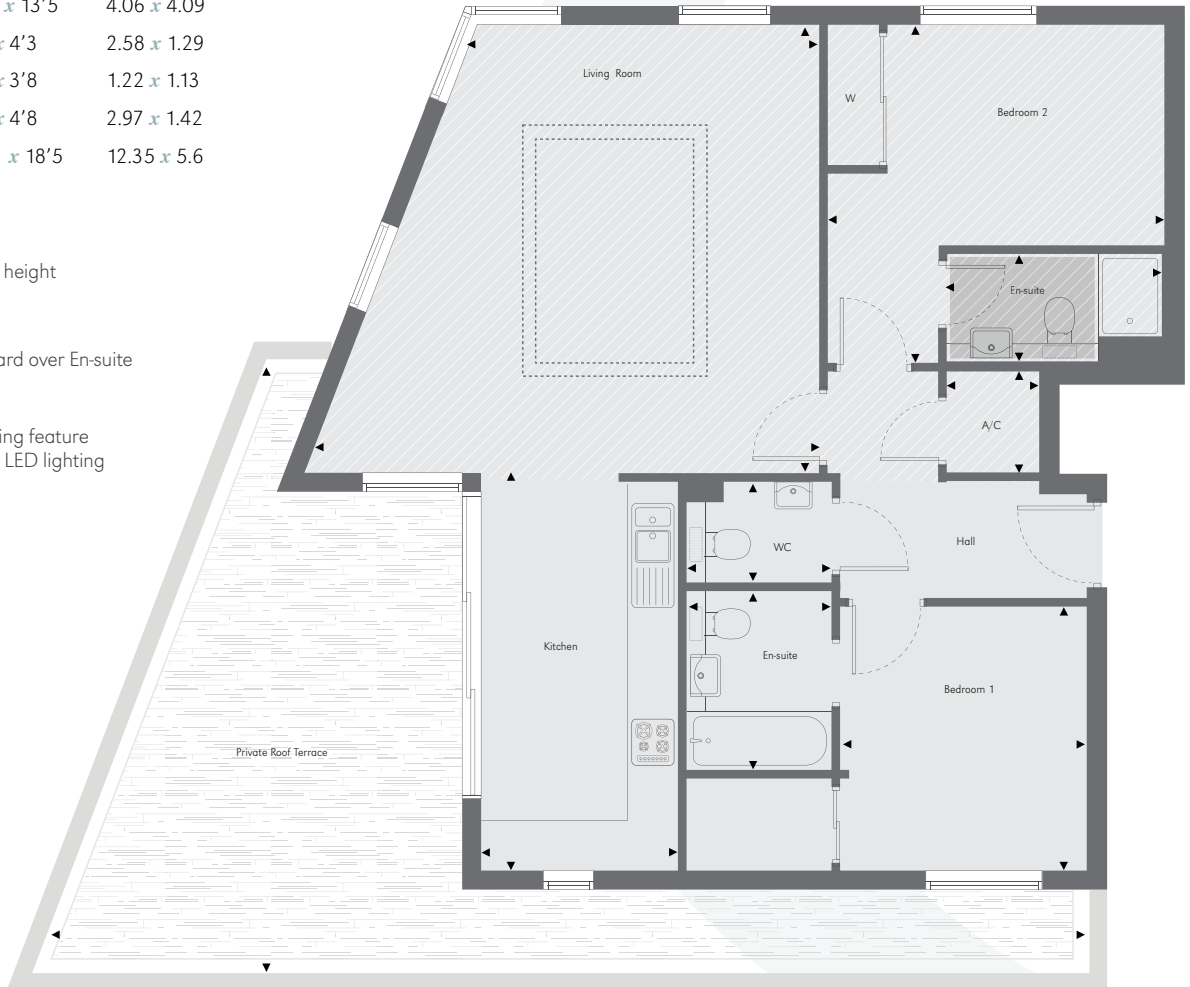 x 13’5 4.06 x 4.09
x 4’3 2.58 x 1.29
x 3’8 1.22 x 1.13
x 4’8 2.97 x 1.42
x 18’5 12.35 x 5.6
height
ard over En-suite
ing feature
LED lighting
Living Room
W
Bedroom 2
En-suite
A/C
WC
Hall
Kitchen
En-suite
Bedroom 1
Private Roof Terrace